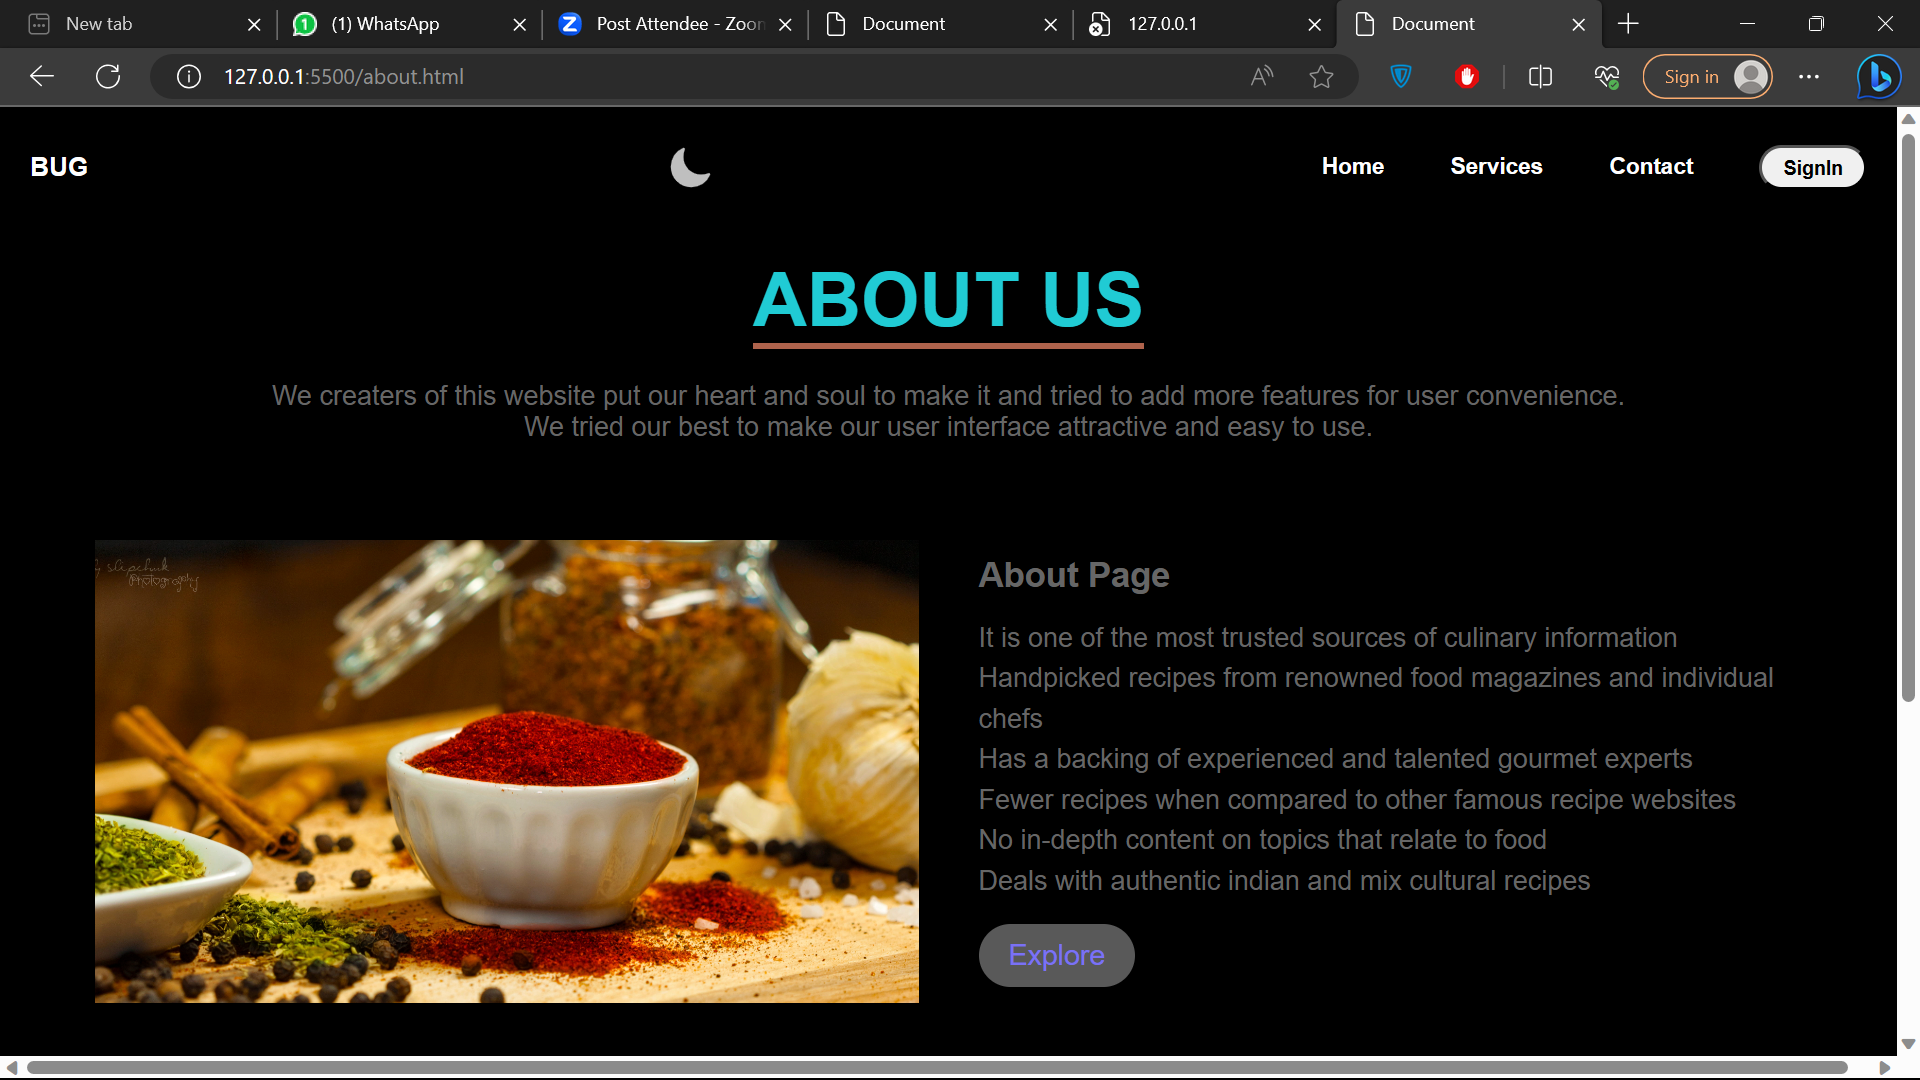 New tab
(1) WhatsApp
Post Attendee - Zoom
Document
127.0.0.1
Document
127.0.0.1:5500/about.html
Sign in
BUG
Home
Services
Contact
SignIn
ABOUT US
We creaters of this website put our heart and soul to make it and tried to add more features for user convenience.
We tried our best to make our user interface attractive and easy to use.
slipchuk
Photography
About Page
It is one of the most trusted sources of culinary information
Handpicked recipes from renowned food magazines and individual
chefs
Has a backing of experienced and talented gourmet experts
Fewer recipes when compared to other famous recipe websites
No in-depth content on topics that relate to food
Deals with authentic indian and mix cultural recipes
Explore